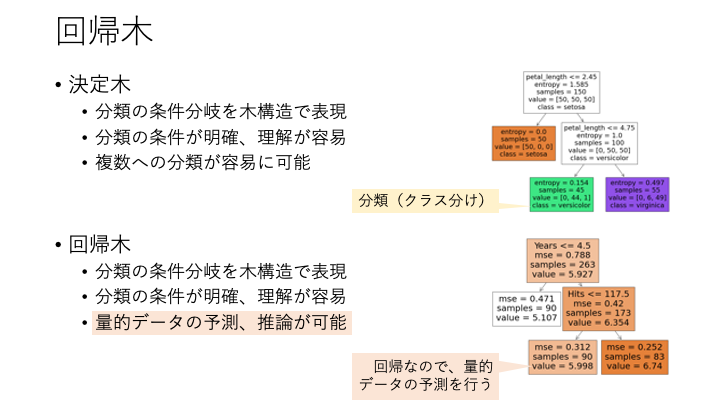 回帰木
• 決定木
• 分類の条件分岐を木構造で表現
• 分類の条件が明確、理解が容易
• 複数への分類が容易に可能
petal_length <= 2.45
entropy = 1.585
samples = 150
value = [50, 50, 50]
class = setosa
entropy = 0.0
samples = 50
value = [50, 0, 0]
class = setosa
petal_length <= 4.75
entropy = 1.0
samples = 100
value = [0, 50, 50]
class = versicolor
entropy = 0.154
samples = 45
value = [0, 44, 1]
class = versicolor
entropy = 0.497
samples = 55
value = [0, 6, 49]
class = virginica
分類（クラス分け）
• 回帰木
• 分類の条件分岐を木構造で表現
• 分類の条件が明確、理解が容易
• 量的データの予測、推論が可能
Years <= 4.5
mse = 0.788
samples = 263
value = 5.927
mse = 0.471
samples = 90
value = 5.107
Hits <= 117.5
mse = 0.42
samples = 173
value = 6.354
mse = 0.312
samples = 90
value = 5.998
mse = 0.252
samples = 83
value = 6.74
回帰なので、量的
データの予測を行う